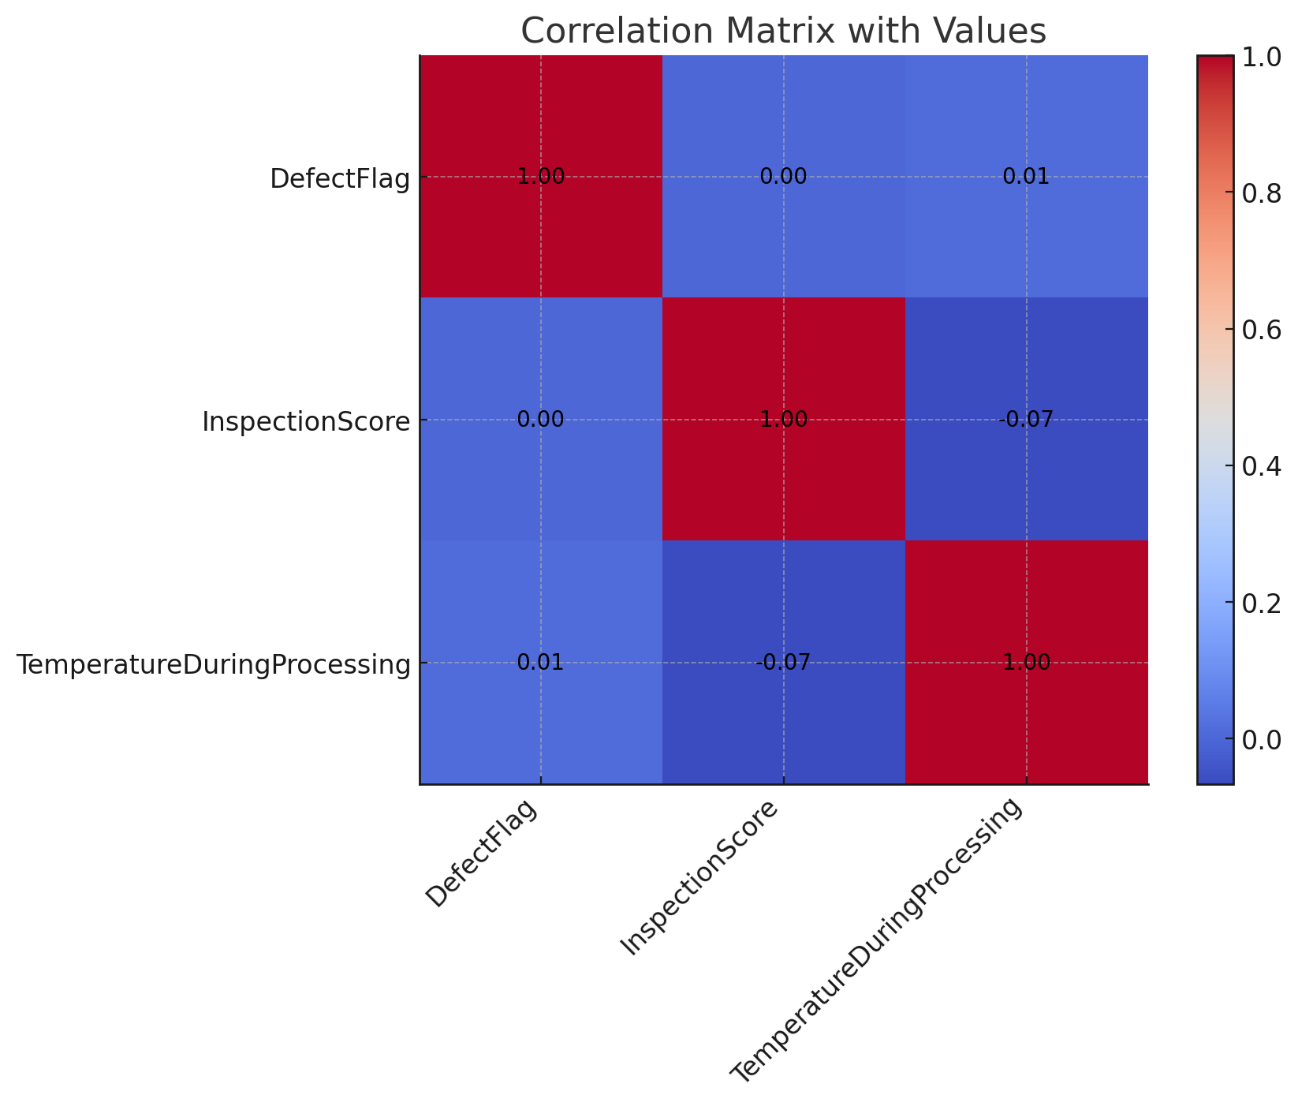 Correlation Matrix with Values
DefectFlag
1.00
0.00
0.01
InspectionScore
0.00
1.00
-0.07
TemperatureDuringProcessing
0.01
-0.07
1.00
DefectFlag
InspectionScore
TemperatureDuringProcessing
1.0
0.8
0.6
0.4
0.2
0.0